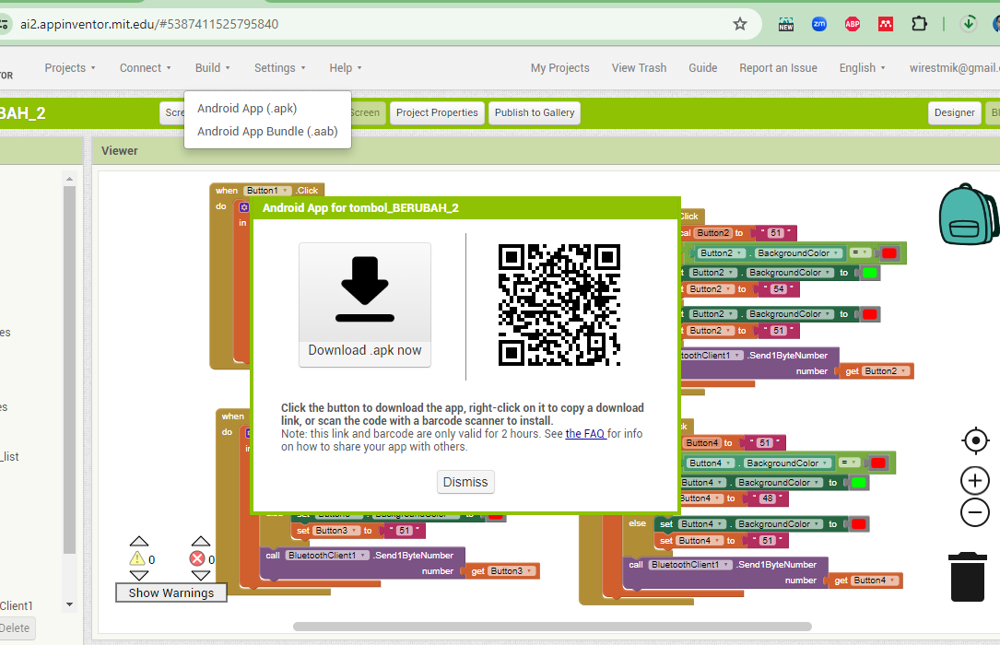 ai2.appinventor.mit.edu/#5387411525795840
NEW
zm
ABP
TOR
Projects
Connect
Build
Settings
Help
My Projects
View Trash
Guide
Report an Issue
English
wirestmik@gmail.
BAH_2
Scre
Screen
Project Properties
Publish to Gallery
Designer
Bl
Android App (.apk)
Android App Bundle (.aab)
Viewer
when Button1 .Click
do
in
Android App for tombol_BERUBAH_2
Download .apk now
Click the button to download the app, right-click on it to copy a download
link, or scan the code with a barcode scanner to install.
Note: this link and barcode are only valid for 2 hours. See the FAQ for info
on how to share your app with others.
Dismiss
Click
al Button2 to " 51 "
Button2 . BackgroundColor =
t Button2 . BackgroundColor to
t Button2 to " 54 "
t Button2 . BackgroundColor to
t Button2 to " 51 "
toothClient1 .Send1ByteNumber
number get Button2
es
es
_list
Client1
Delete
when
do
in
set Button3 to " 51 "
call BluetoothClient1 .Send1ByteNumber
number get Button3
ck
Button4 to " 51 "
Button4 . BackgroundColor =
Button4 . BackgroundColor to
Button4 to " 48 "
else set Button4 . BackgroundColor to
set Button4 to " 51 "
call BluetoothClient1 .Send1ByteNumber
number get Button4
0
0
Show Warnings